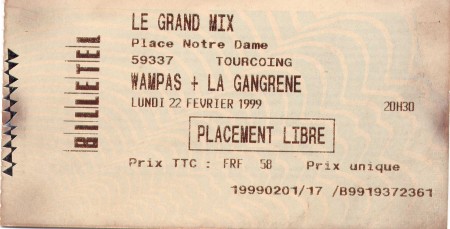 BILLETEL
LE GRAND MIX
Place Notre Dame
59337 TOURCOING
WAMPAS + LA GANGRENE
LUNDI 22 FEVRIER 1999 20H30
PLACEMENT LIBRE
Prix TTC : FRF 58 Prix unique
19990201/17 /B9919372361